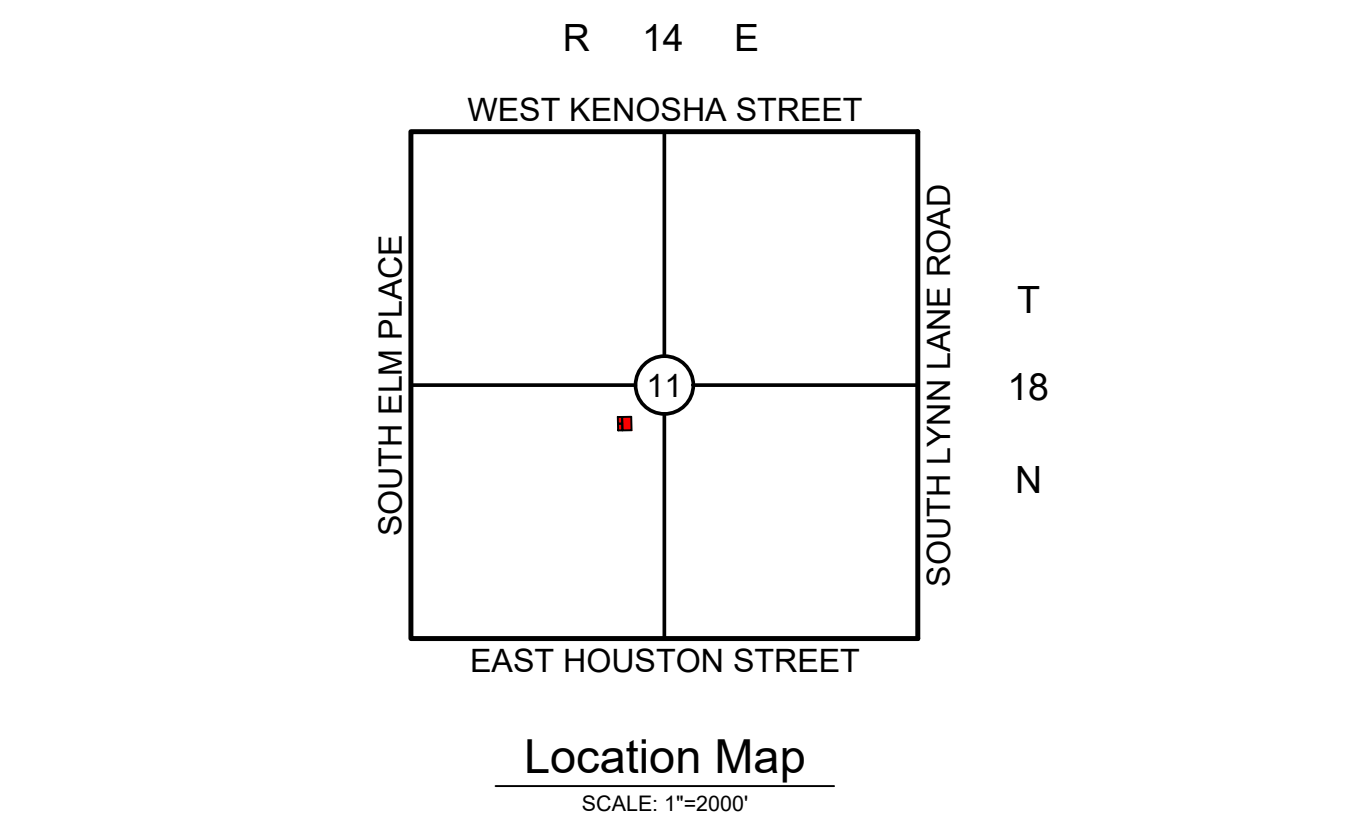 R 14 E
WEST KENOSHA STREET
SOUTH ELM PLACE
11
SOUTH LYNN LANE ROAD
T
18
N
EAST HOUSTON STREET
Location Map
SCALE: 1"=2000'